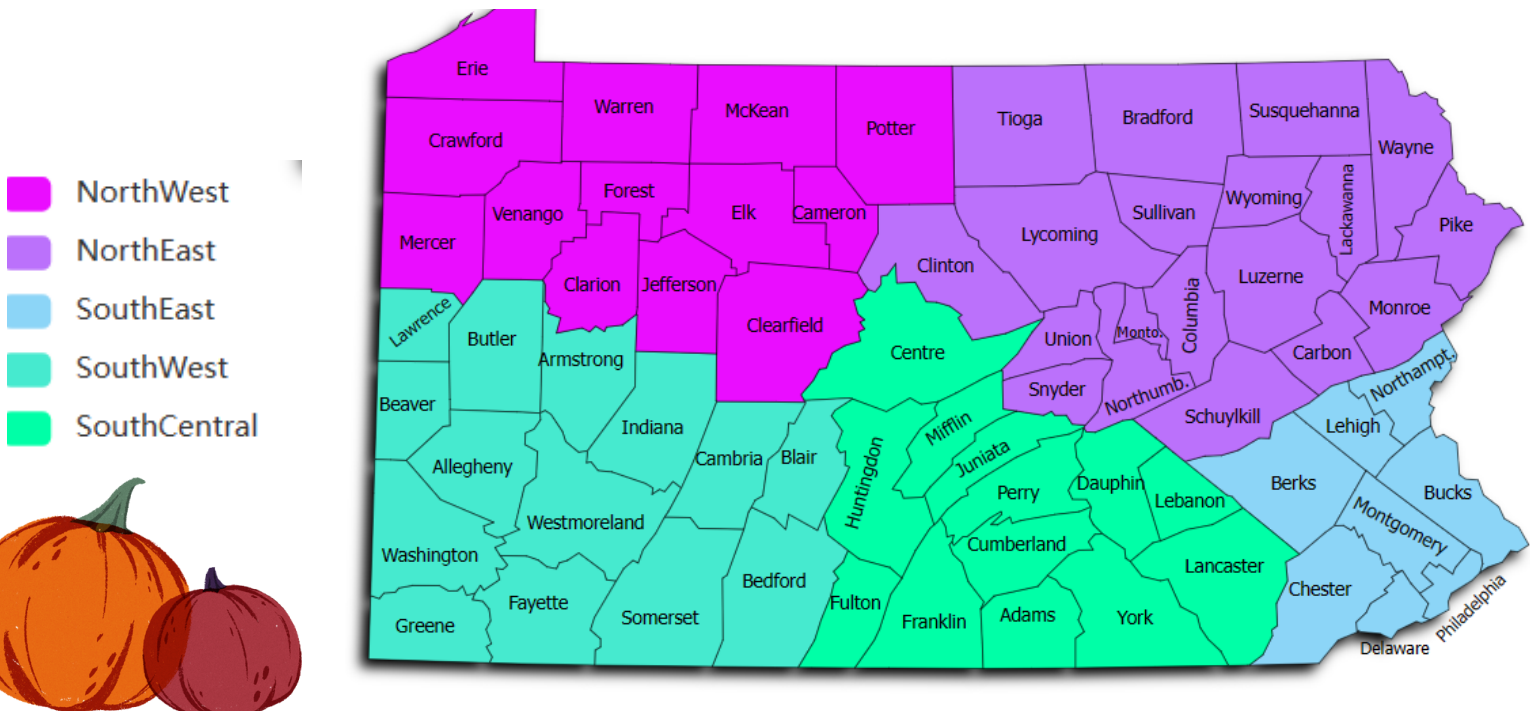 NorthWest
NorthEast
SouthEast
SouthWest
SouthCentral
Erie
Warren
McKean
Potter
Tioga
Bradford
Susquehanna
Wayne
Crawford
Forest
Venango
Elk
Cameron
Mercer
Clarion
Jefferson
Clearfield
Clinton
Lycoming
Sullivan
Wyoming
Lackawanna
Pike
Luzerne
Columbia
Monroe
Carbon
Union
Monto.
Snyder
Northumb.
Schuylkill
Lawrence
Butler
Armstrong
Beaver
Indiana
Allegheny
Cambria
Blair
Westmoreland
Washington
Greene
Fayette
Somerset
Bedford
Centre
Huntingdon
Mifflin
Juniata
Perry
Dauphin
Lebanon
Cumberland
Lancaster
Fulton
Franklin
Adams
York
Northampt.
Lehigh
Berks
Bucks
Montgomery
Chester
Philadelphia
Delaware